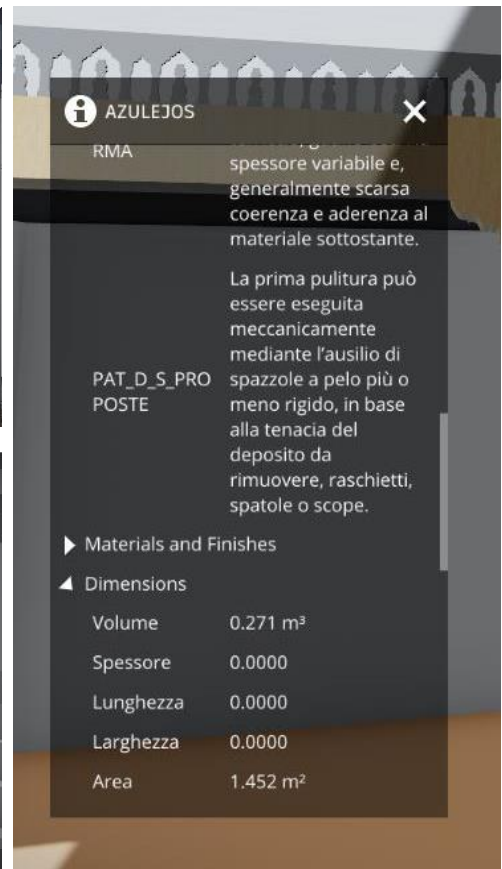 AZULEJOS
RMA
spessore variabile e,
generalmente scarsa
coerenza e aderenza al
materiale sottostante.
La prima pulitura può
essere eseguita
meccanicamente
mediante l’ausilio di
PAT_D_S_PRO spazzole a pelo più o
POSTE meno rigido, in base
alla tenacia del
deposito da
rimuovere, raschietti,
spatole o scope.
Materials and Finishes
Dimensions
Volume 0.271 m³
Spessore 0.0000
Lunghezza 0.0000
Larghezza 0.0000
Area 1.452 m²